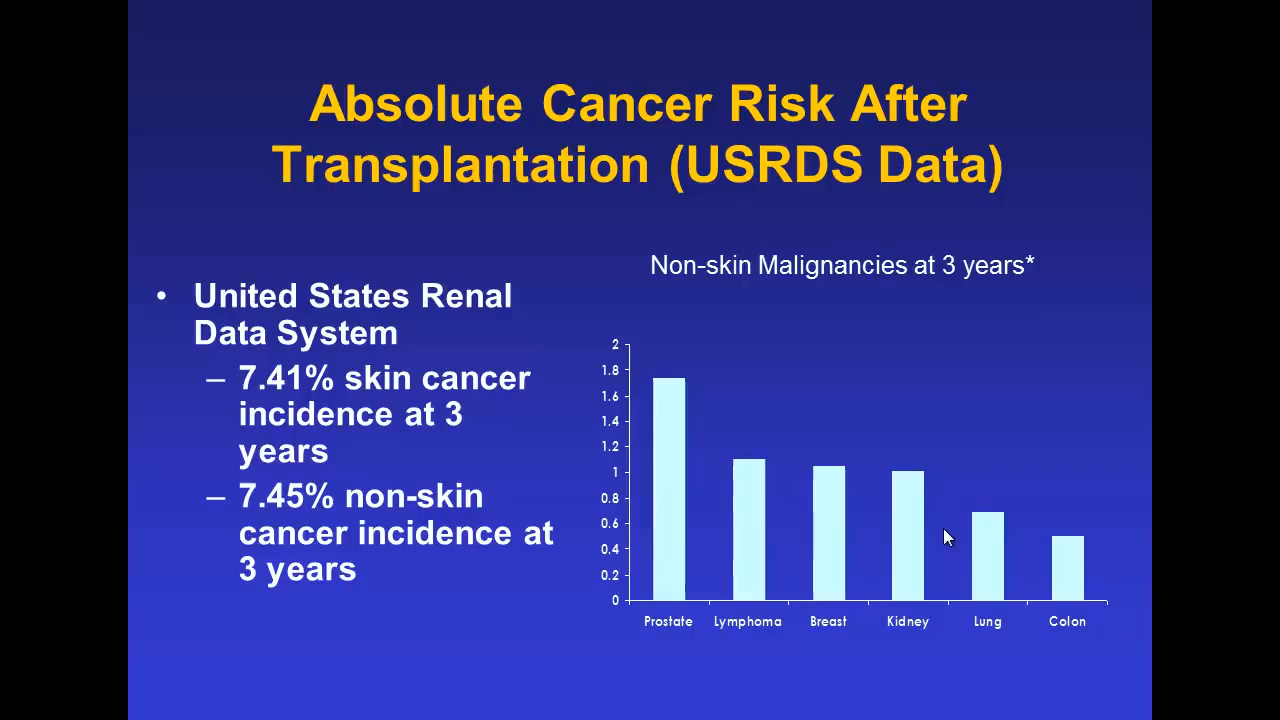 Absolute Cancer Risk After
Transplantation (USRDS Data)
• United States Renal
Data System
– 7.41% skin cancer
incidence at 3
years
– 7.45% non-skin
cancer incidence at
3 years
Non-skin Malignancies at 3 years*
2
1.8
1.6
1.4
1.2
1
0.8
0.6
0.4
0.2
0
Prostate Lymphoma Breast Kidney Lung Colon